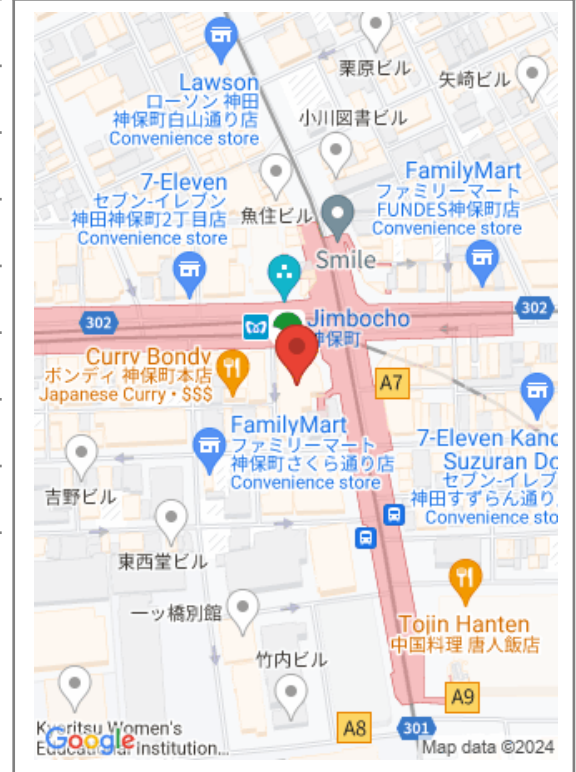 栗原ビル
矢崎ビル
Lawson
ローソン 神田
神保町白山通り店
Convenience store
小川図書ビル
7-Eleven
セブン-イレブン
神田神保町2丁目店
Convenience store
魚住ビル
FamilyMart
ファミリーマート
FUNDES神保町店
Convenience store
Smile
302
302
Jimbocho
神保町
Curry Bondy
ボンディ 神保町本店
Japanese Curry • $$$
A7
FamilyMart
ファミリーマート
神保町さくら通り店
Convenience store
7-Eleven Kand
Suzuran Do
セブン-イレブ
神田すずらん通り
Convenience sto
吉野ビル
東西堂ビル
一ッ橋別館
Tojin Hanten
中国料理 唐人飯店
竹内ビル
A9
A8
301
Kyoritsu Women's
Educational Institution...
Google
Map data ©2024